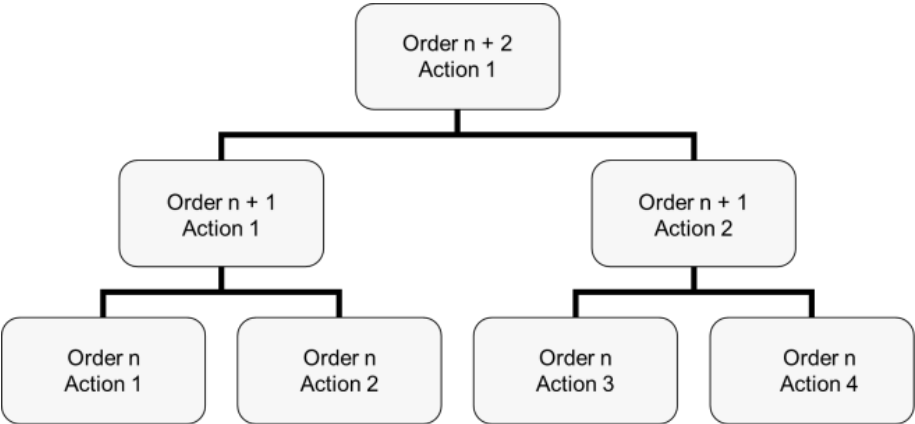 Order n + 2
Action 1
Order n + 1
Action 1
Order n + 1
Action 2
Order n
Action 1
Order n
Action 2
Order n
Action 3
Order n
Action 4